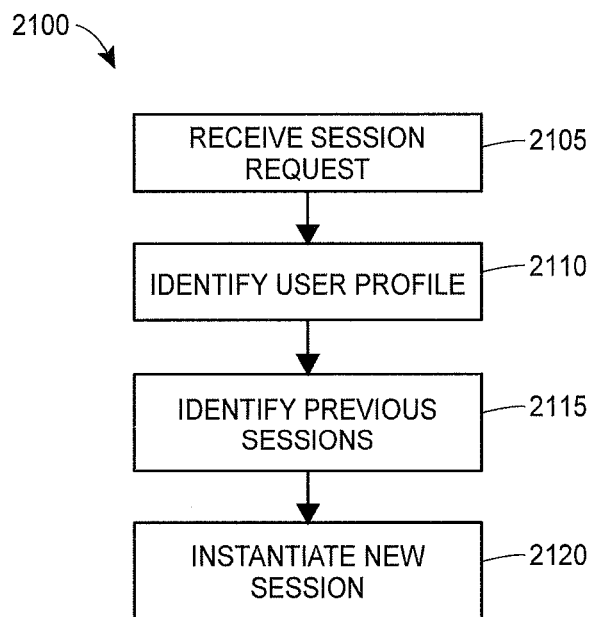 2100
RECEIVE SESSION
REQUEST
2105
IDENTIFY USER PROFILE
2110
IDENTIFY PREVIOUS
SESSIONS
2115
INSTANTIATE NEW
SESSION
2120